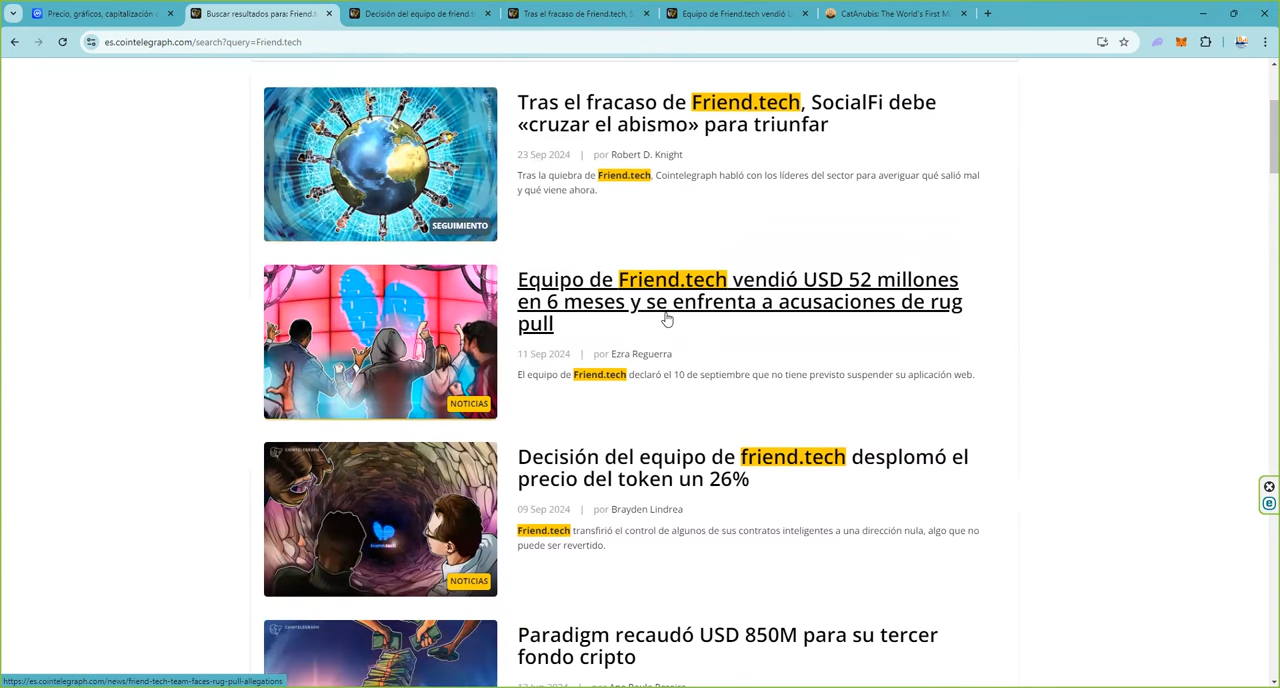 Precio, gráficos, capitalización d
Buscar resultados para: Friend.t
Decisión del equipo de friend t
Tras el fracaso de Friend.tech, S
Equipo de Friend.tech vendió U
CatAnubis: The World's First M
es.cointelegraph.com/search?query=Friend.tech
Tras el fracaso de Friend.tech, SocialFi debe
«cruzar el abismo» para triunfar
23 Sep 2024 | por Robert D. Knight
Tras la quiebra de Friend.tech, Cointelegraph habló con los líderes del sector para averiguar qué salió mal
y qué viene ahora.
SEGUIMIENTO
Equipo de Friend.tech vendió USD 52 millones
en 6 meses y se enfrenta a acusaciones de rug
pull
11 Sep 2024 | por Ezra Reguerra
El equipo de Friend.tech declaró el 10 de septiembre que no tiene previsto suspender su aplicación web.
NOTICIAS
Decisión del equipo de friend.tech desplomó el
precio del token un 26%
09 Sep 2024 | por Brayden Lindrea
Friend.tech transfirió el control de algunos de sus contratos inteligentes a una dirección nula, algo que no
puede ser revertido.
friend.tech
NOTICIAS
Paradigm recaudó USD 850M para su tercer
fondo cripto
https://es.cointelegraph.com/news/friend-tech-team-faces-rug-pull-allegations